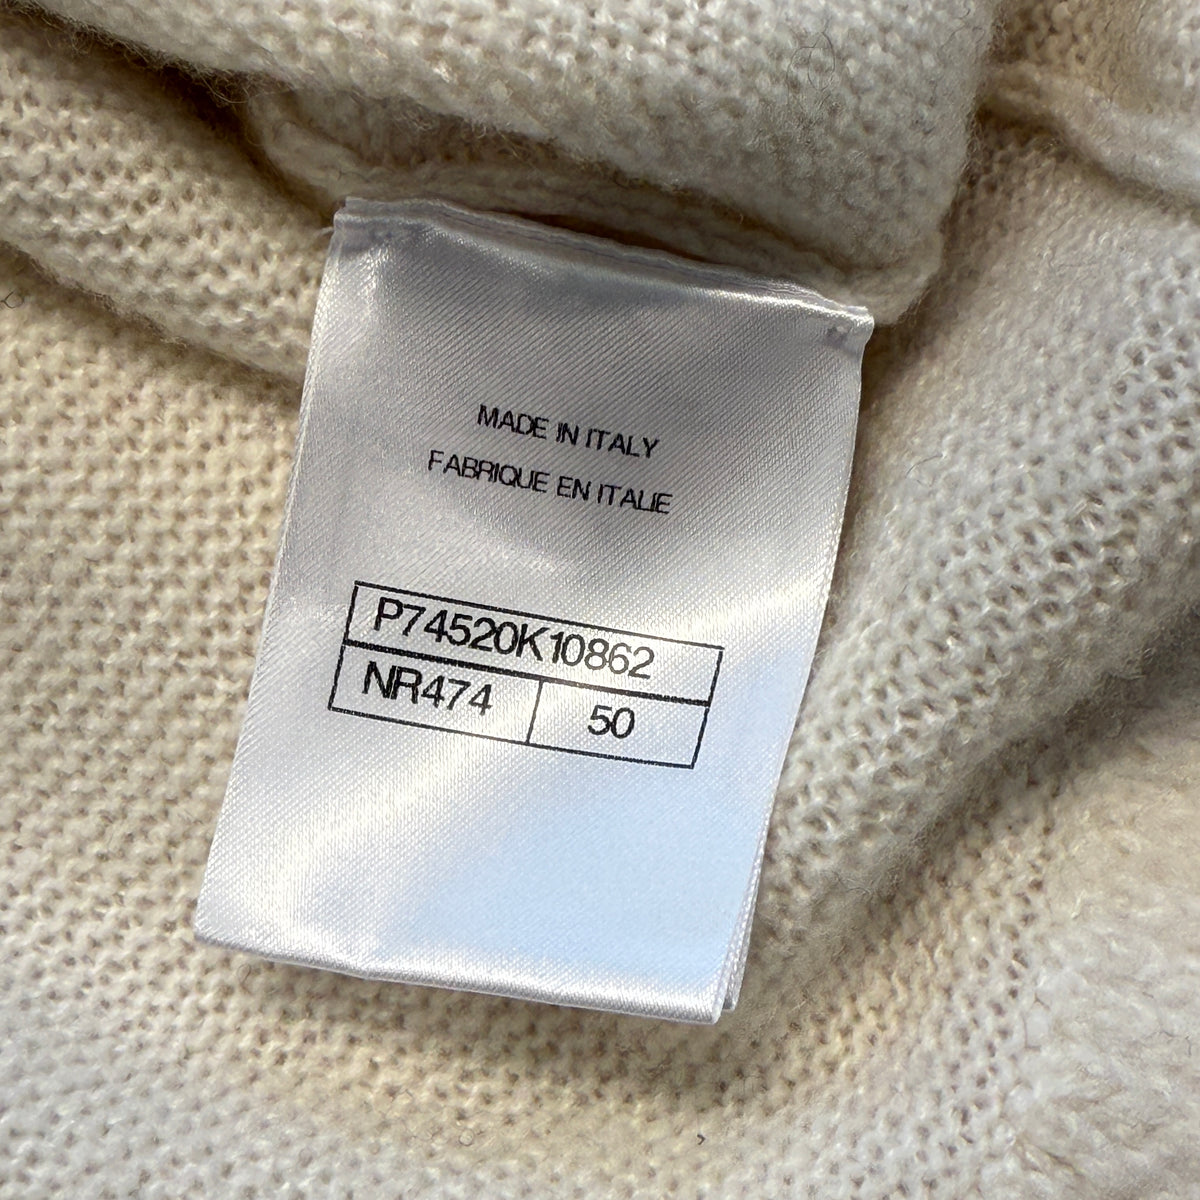 MADE IN ITALY
FABRIQUE EN ITALIE
P74520K10862
NR474 50